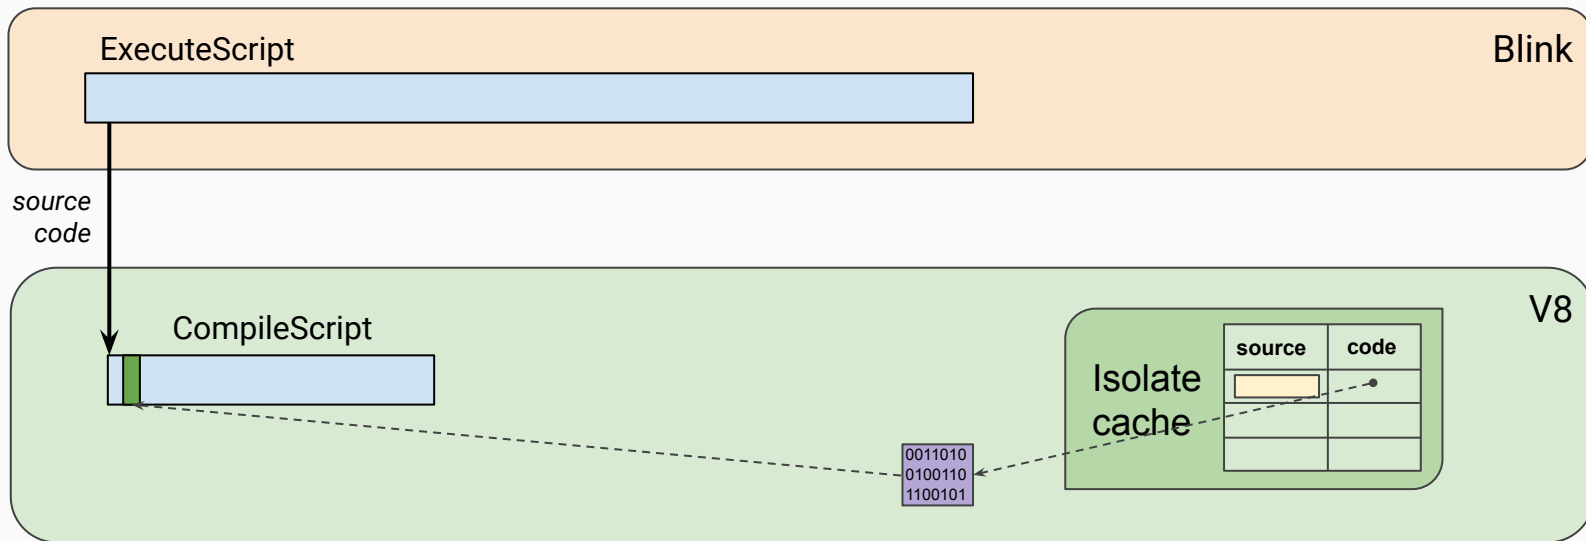 ExecuteScript
Blink
source
code
V8
CompileScript
source code
Isolate
cache
0011010
0100110
1100101